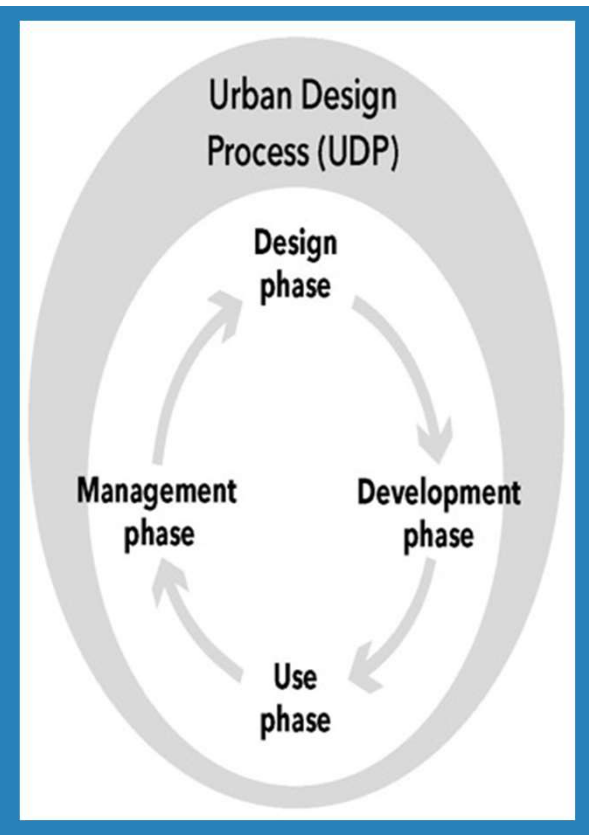 Urban Design
Process (UDP)
Design
phase
Management
phase
Development
phase
Use
phase